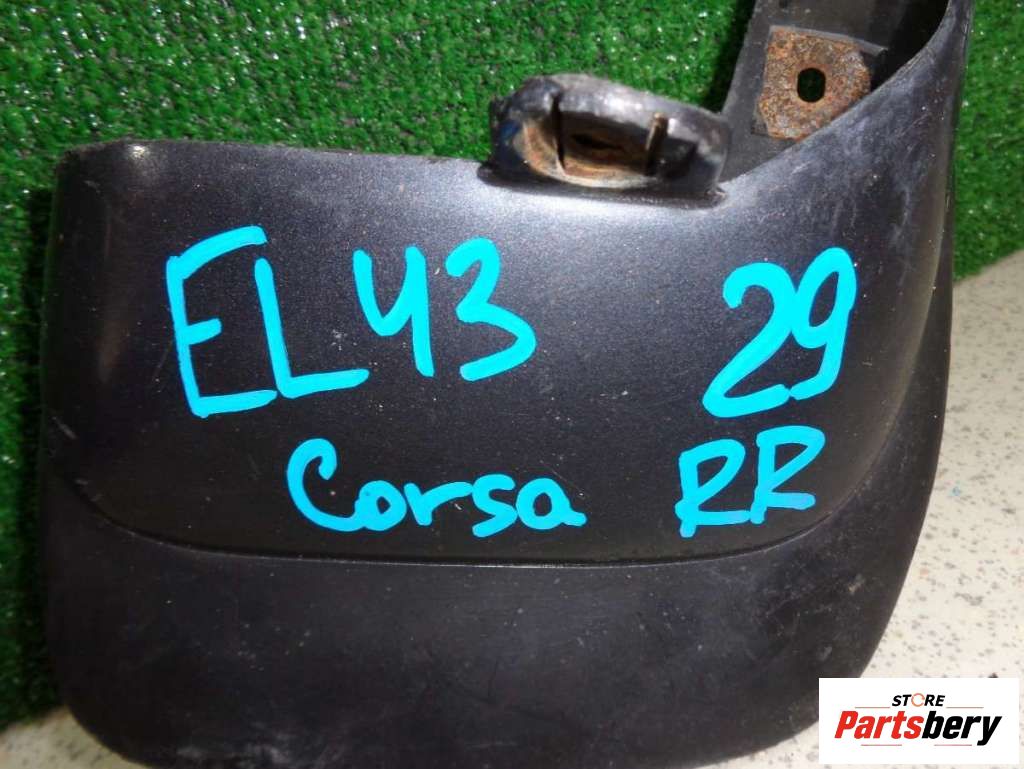 EL43 29
Corsa RR
STORE
Partsbery